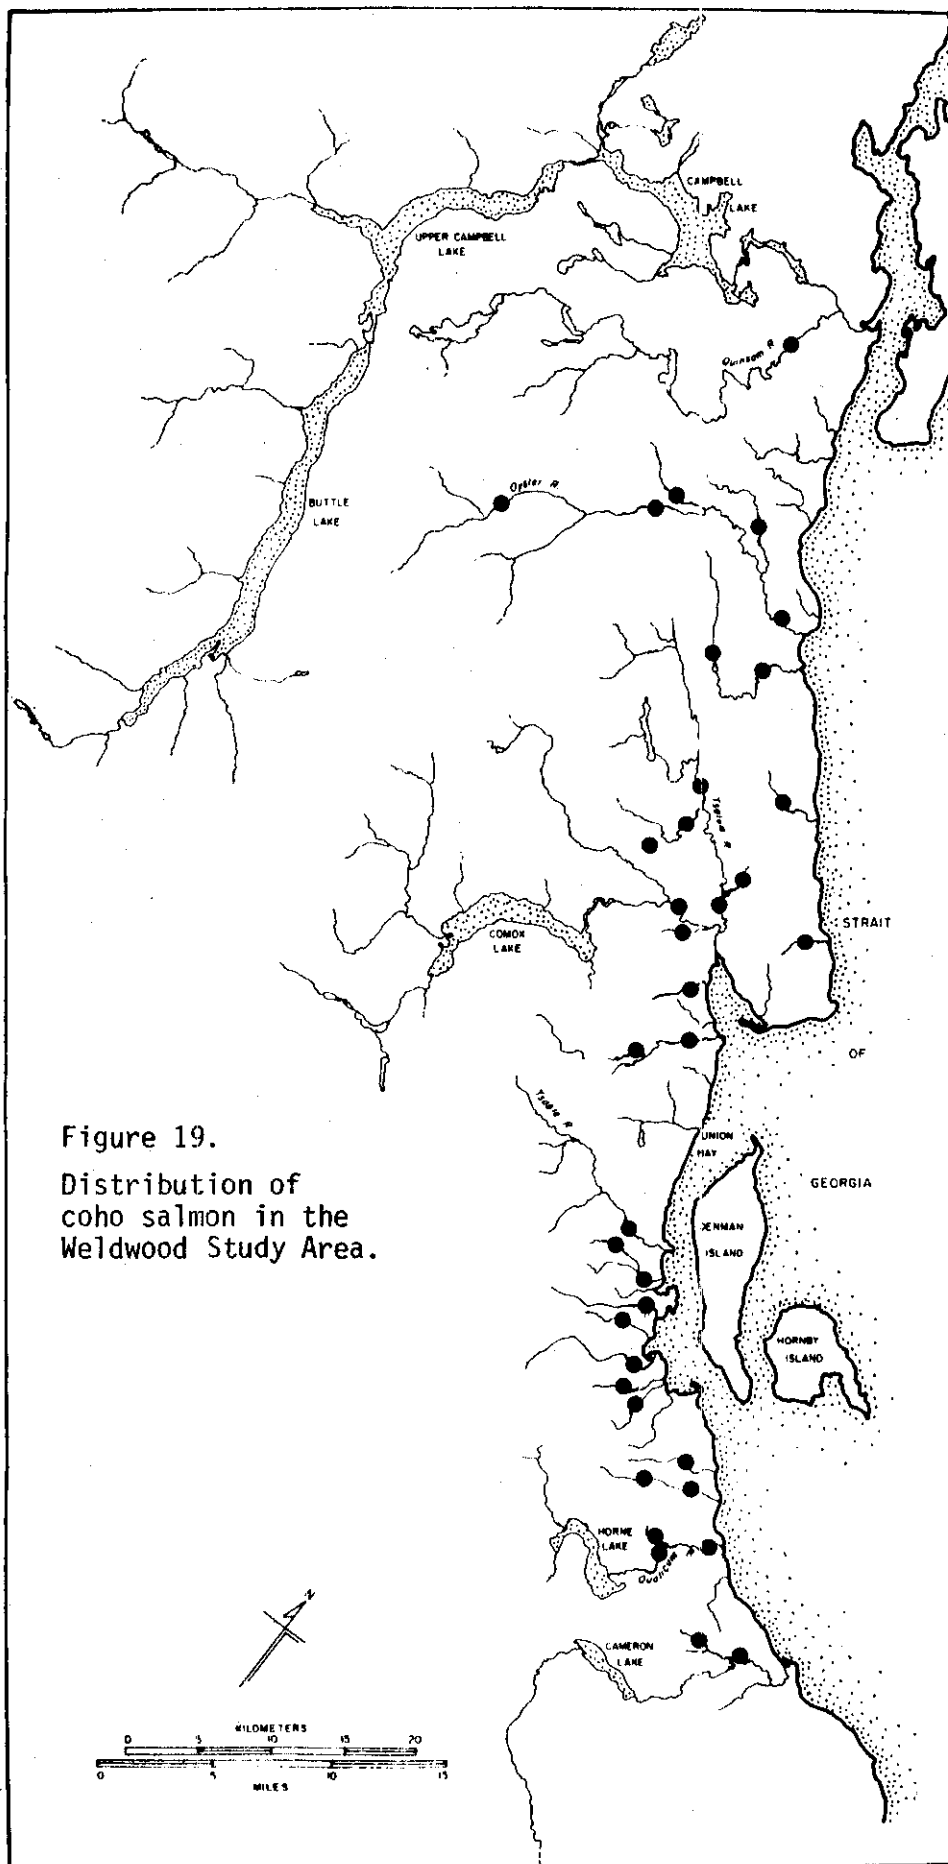 CAMPBELL
LAKE
UPPER CAMPBELL
LAKE
Quinsam R
BUTTLE
LAKE
Oyster R
Tsolum R
STRAIT
COMOX
LAKE
OF
Tsable R
Figure 19.
Distribution of
coho salmon in the
Weldwood Study Area.
UNION
BAY
GEORGIA
DENMAN
ISLAND
HORNBY
ISLAND
HORNE
LAKE
Qualicum R
N
CAMERON
LAKE
KILOMETERS
0 5 10 15 20
0 5 10 15
MILES